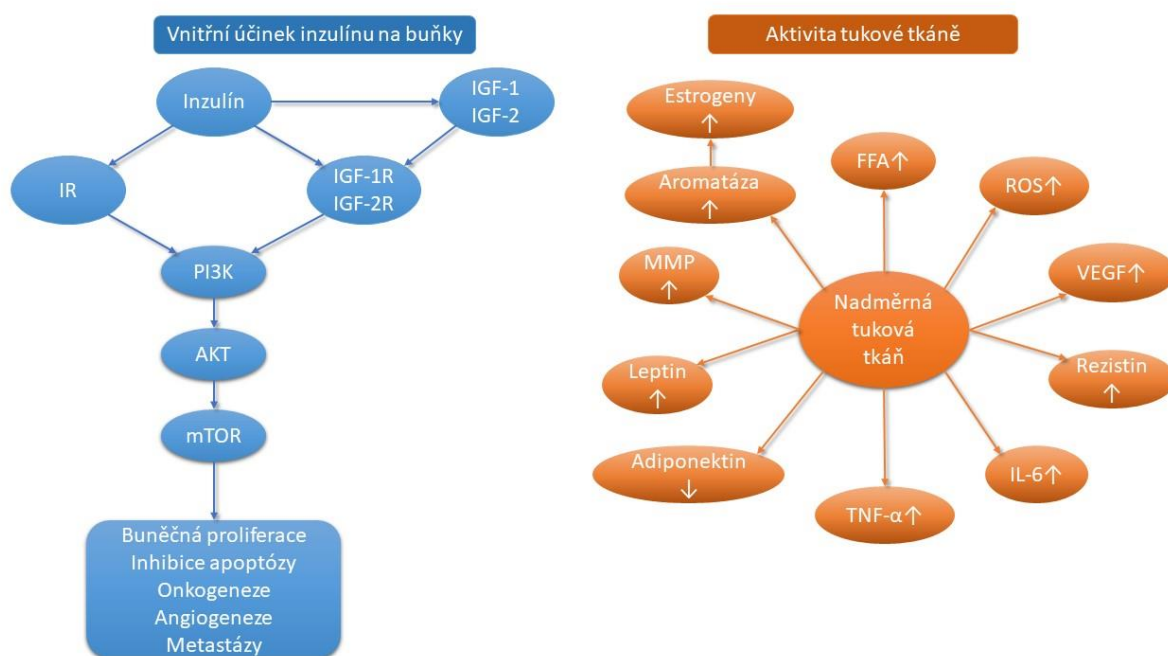 Vnitřní účinek inzulínu na buňky
Inzulín
IGF-1
IGF-2
IR
IGF-1R
IGF-2R
PI3K
AKT
mTOR
Buněčná proliferace
Inhibice apoptózy
Onkogeneze
Angiogeneze
Metastázy
Aktivita tukové tkáně
Estrogeny
↑
Aromatáza
↑
FFA↑
ROS↑
MMP
↑
VEGF↑
Nadměrná
tuková
tkáň
Leptin
↑
Rezistin
↑
Adiponektin
↓
IL-6↑
TNF-α↑